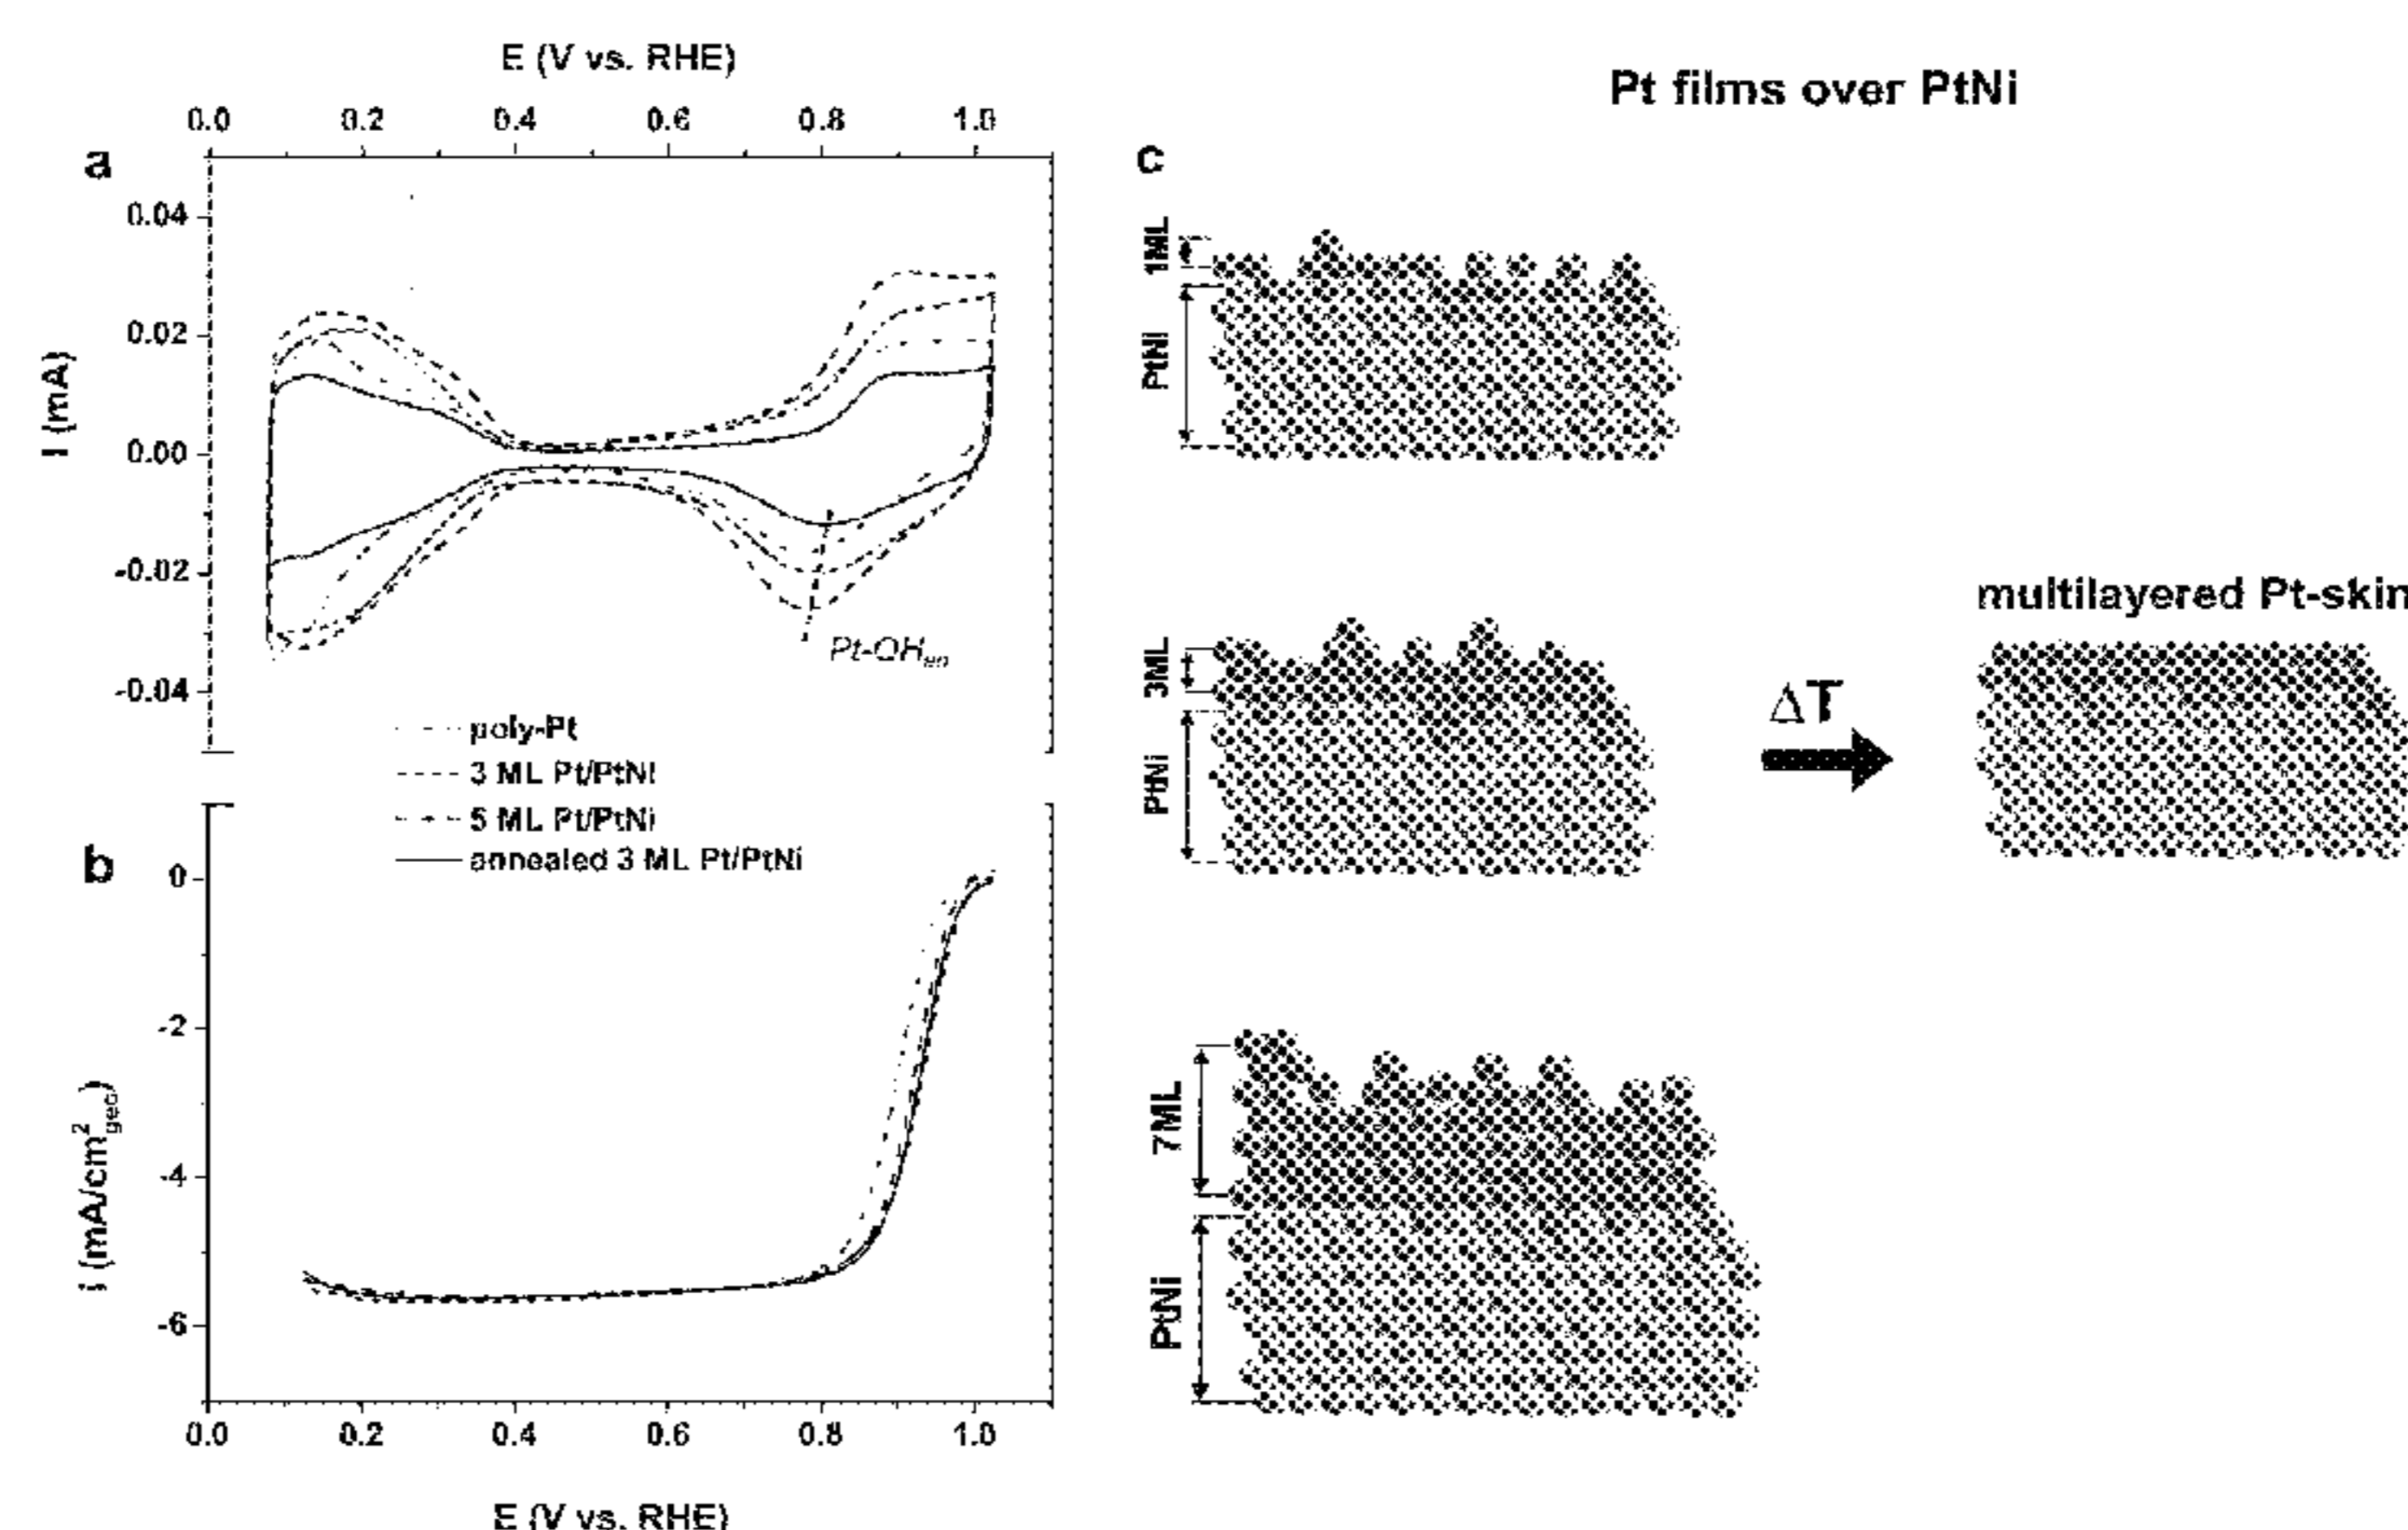 E (V vs. RHE)
0.0 0.2 0.4 0.6 0.8 1.0
a
I (mA)
0.04
0.02
0.00
-0.02
-0.04
Pt-OH
poly-Pt
3 ML Pt/PtNi
5 ML Pt/PtNi
annealed 3 ML Pt/PtNi
b
i (mA/cm²geo)
0
-2
-4
-6
0.0 0.2 0.4 0.6 0.8 1.0
E (V vs. RHE)
Pt films over PtNi
c
1ML
PtNi
3ML
PtNi
ΔT
multilayered Pt-skin
7ML
PtNi